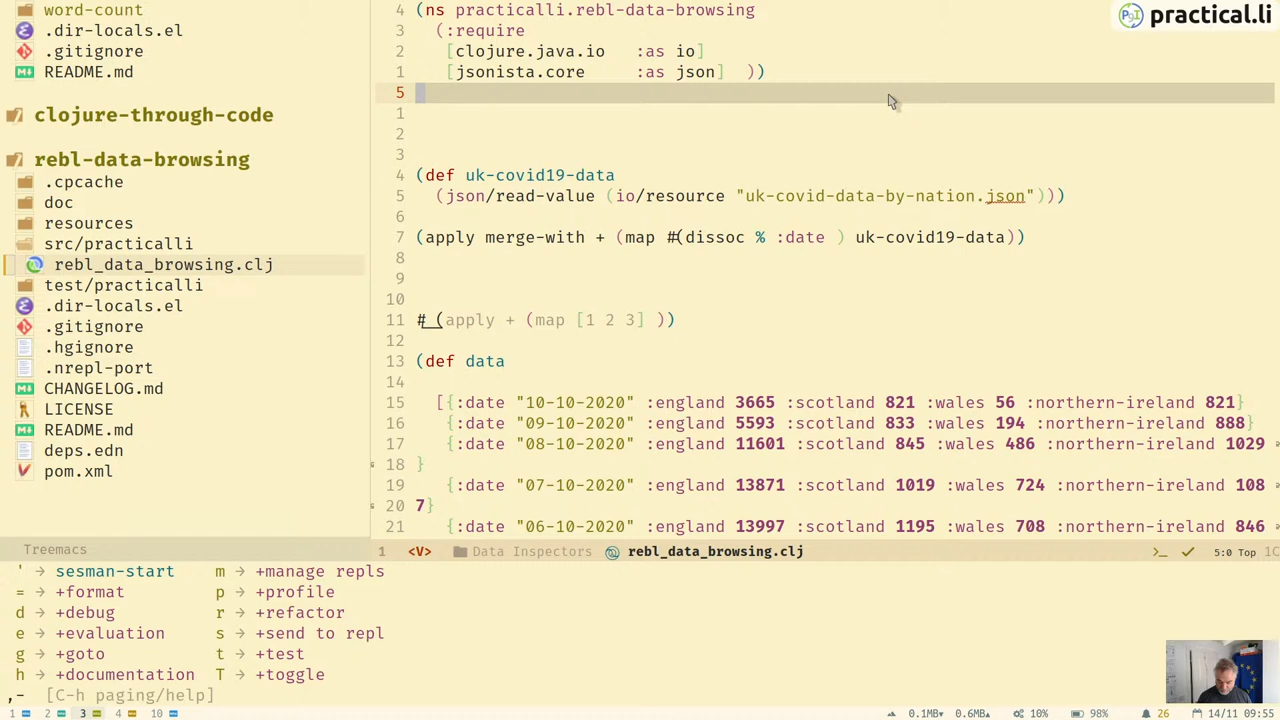 word-count
.dir-locals.el
.gitignore
README.md
clojure-through-code
rebl-data-browsing
.cpcache
doc
resources
src/practicalli
rebl_data_browsing.clj
test/practicalli
.dir-locals.el
.gitignore
.hgignore
.nrepl-port
CHANGELOG.md
LICENSE
README.md
deps.edn
pom.xml
Treemacs
practical.li
4 (ns practicalli.rebl-data-browsing
3 (:require
2 [clojure.java.io :as io]
1 [jsonista.core :as json] ))
5
1
2
3
4 (def uk-covid19-data
5 (json/read-value (io/resource "uk-covid-data-by-nation.json")))
6
7 (apply merge-with + (map #(dissoc % :date ) uk-covid19-data))
8
9
10
11 #_(apply + (map [1 2 3] ))
12
13 (def data
14
15 [{:date "10-10-2020" :england 3665 :scotland 821 :wales 56 :northern-ireland 821}
16 {:date "09-10-2020" :england 5593 :scotland 833 :wales 194 :northern-ireland 888}
17 {:date "08-10-2020" :england 11601 :scotland 845 :wales 486 :northern-ireland 1029
18 }
19 {:date "07-10-2020" :england 13871 :scotland 1019 :wales 724 :northern-ireland 108
20 7}
21 {:date "06-10-2020" :england 13997 :scotland 1195 :wales 708 :northern-ireland 846
1 <V> Data Inspectors rebl_data_browsing.clj 5:0 Top
' → sesman-start m → +manage repls
= → +format p → +profile
d → +debug r → +refactor
e → +evaluation s → +send to repl
g → +goto t → +test
h → +documentation T → +toggle
,- [C-h paging/help]
1 2 3 4 10 0.1MB 0.6MB 10% 98% 26 14/11 09:55